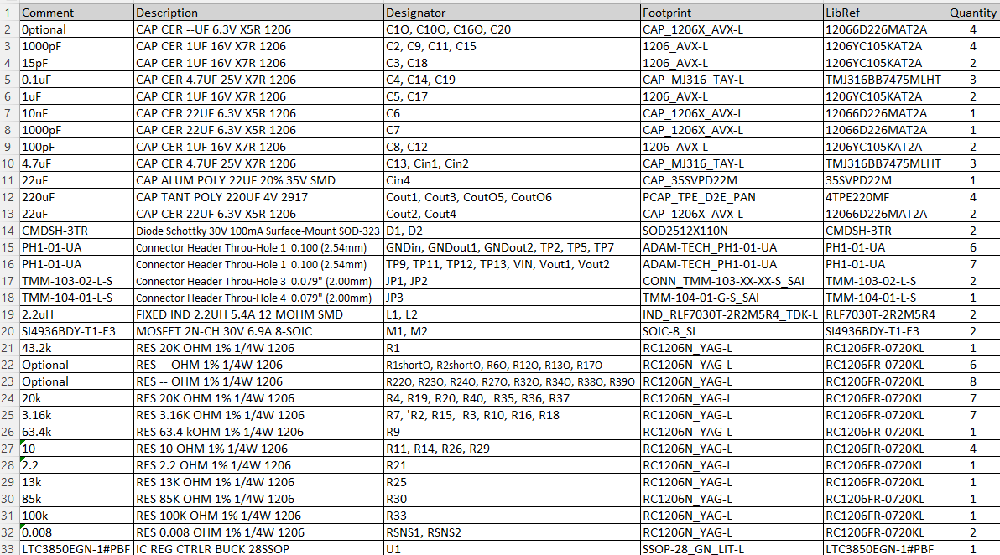 1 Comment Description Designator Footprint LibRef Quantity
2 0ptional CAP CER --UF 6.3V X5R 1206 C1O, C10O, C16O, C20 CAP_1206X_AVX-L 12066D226MAT2A 4
3 1000pF CAP CER 1UF 16V X7R 1206 C2, C9, C11, C15 1206_AVX-L 1206YC105KAT2A 4
4 15pF CAP CER 1UF 16V X7R 1206 C3, C18 1206_AVX-L 1206YC105KAT2A 2
5 0.1uF CAP CER 4.7UF 25V X7R 1206 C4, C14, C19 CAP_MJ316_TAY-L TMJ316BB7475MLHT 3
6 1uF CAP CER 1UF 16V X7R 1206 C5, C17 1206_AVX-L 1206YC105KAT2A 2
7 10nF CAP CER 22UF 6.3V X5R 1206 C6 CAP_1206X_AVX-L 12066D226MAT2A 1
8 1000pF CAP CER 22UF 6.3V X5R 1206 C7 CAP_1206X_AVX-L 12066D226MAT2A 1
9 100pF CAP CER 1UF 16V X7R 1206 C8, C12 1206_AVX-L 1206YC105KAT2A 2
10 4.7uF CAP CER 4.7UF 25V X7R 1206 C13, Cin1, Cin2 CAP_MJ316_TAY-L TMJ316BB7475MLHT 3
11 22uF CAP ALUM POLY 22UF 20% 35V SMD Cin4 CAP_35SVPD22M 35SVPD22M 1
12 220uF CAP TANT POLY 220UF 4V 2917 Cout1, Cout3, CoutO5, CoutO6 PCAP_TPE_D2E_PAN 4TPE220MF 4
13 22uF CAP CER 22UF 6.3V X5R 1206 Cout2, Cout4 CAP_1206X_AVX-L 12066D226MAT2A 2
14 CMDSH-3TR Diode Schottky 30V 100mA Surface-Mount SOD-323 D1, D2 SOD2512X110N CMDSH-3TR 2
15 PH1-01-UA Connector Header Throu-Hole 1 0.100 (2.54mm) GNDin, GNDout1, GNDout2, TP2, TP5, TP7 ADAM-TECH_PH1-01-UA PH1-01-UA 6
16 PH1-01-UA Connector Header Throu-Hole 1 0.100 (2.54mm) TP9, TP11, TP12, TP13, VIN, Vout1, Vout2 ADAM-TECH_PH1-01-UA PH1-01-UA 7
17 TMM-103-02-L-S Connector Header Throu-Hole 3 0.079" (2.00mm) JP1, JP2 CONN_TMM-103-XX-XX-S_SAI TMM-103-02-L-S 2
18 TMM-104-01-L-S Connector Header Throu-Hole 4 0.079" (2.00mm) JP3 TMM-104-01-G-S_SAI TMM-104-01-L-S 1
19 2.2uH FIXED IND 2.2UH 5.4A 12 MOHM SMD L1, L2 IND_RLF7030T-2R2M5R4_TDK-L RLF7030T-2R2M5R4 2
20 SI4936BDY-T1-E3 MOSFET 2N-CH 30V 6.9A 8-SOIC M1, M2 SOIC-8_SI SI4936BDY-T1-E3 2
21 43.2k RES 20K OHM 1% 1/4W 1206 R1 RC1206N_YAG-L RC1206FR-0720KL 1
22 Optional RES -- OHM 1% 1/4W 1206 R1shortO, R2shortO, R6O, R12O, R13O, R17O RC1206N_YAG-L RC1206FR-0720KL 6
23 Optional RES -- OHM 1% 1/4W 1206 R22O, R23O, R24O, R27O, R32O, R34O, R38O, R39O RC1206N_YAG-L RC1206FR-0720KL 8
24 20k RES 20K OHM 1% 1/4W 1206 R4, R19, R20, R40, R35, R36, R37 RC1206N_YAG-L RC1206FR-0720KL 7
25 3.16k RES 3.16K OHM 1% 1/4W 1206 R7, 'R2, R15, R3, R10, R16, R18 RC1206N_YAG-L RC1206FR-0720KL 7
26 63.4k RES 63.4 kOHM 1% 1/4W 1206 R9 RC1206N_YAG-L RC1206FR-0720KL 1
27 10 RES 10 OHM 1% 1/4W 1206 R11, R14, R26, R29 RC1206N_YAG-L RC1206FR-0720KL 4
28 2.2 RES 2.2 OHM 1% 1/4W 1206 R21 RC1206N_YAG-L RC1206FR-0720KL 1
29 13k RES 13K OHM 1% 1/4W 1206 R25 RC1206N_YAG-L RC1206FR-0720KL 1
30 85k RES 85K OHM 1% 1/4W 1206 R30 RC1206N_YAG-L RC1206FR-0720KL 1
31 100k RES 100K OHM 1% 1/4W 1206 R33 RC1206N_YAG-L RC1206FR-0720KL 1
32 0.008 RES 0.008 OHM 1% 1/4W 1206 RSNS1, RSNS2 RC1206N_YAG-L RC1206FR-0720KL 2
33 LTC3850EGN-1#PBF IC REG CTRLR BUCK 28SSOP U1 SSOP-28_GN_LIT-L LTC3850EGN-1#PBF 1